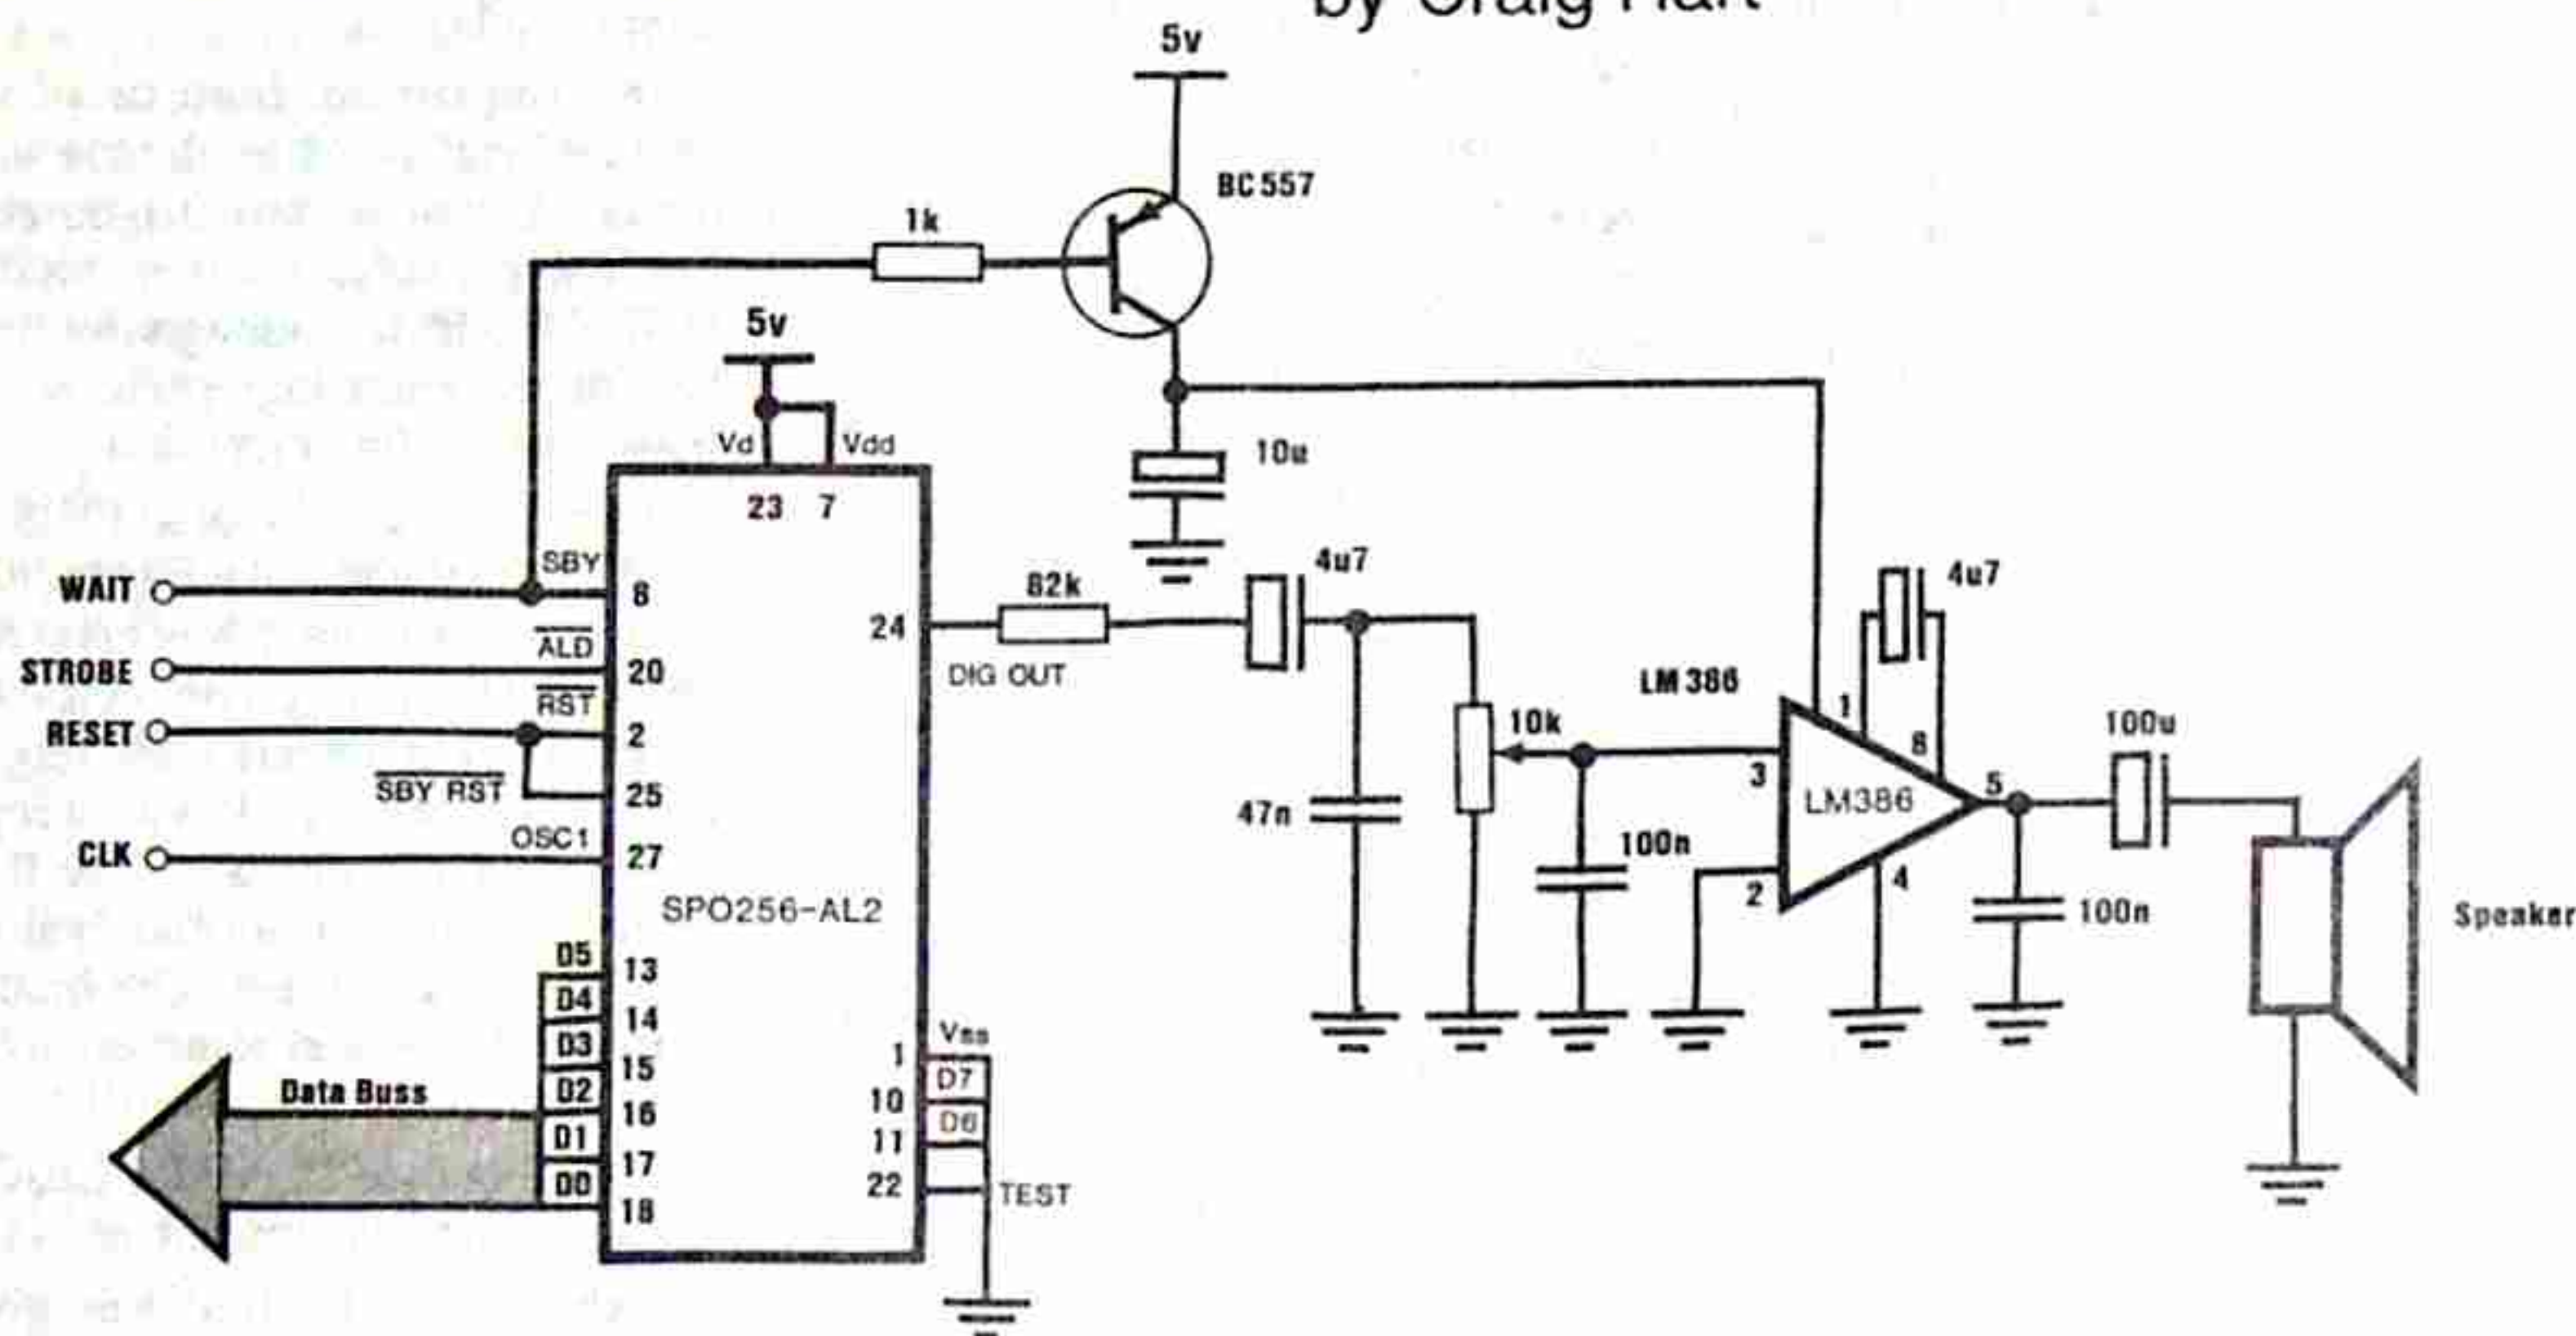 by Craig Hart
5v
BC557
1k
5v
Vd
Vdd
10u
23 7
SBY
WAIT
8
4u7
4u7
82k
24
ALD
STROBE
20
DIG OUT
LM386
RST
RESET
2
10k
1
8
100u
SBY RST
25
3
5
LM386
47n
OSC1
CLK
27
100n
2
4
SPO256-AL2
100n
Speaker
D5
13
D4
14
D3
15
D2
16
D1
17
D0
18
Data Buss
Vss
1
D7
10
D6
11
22
TEST